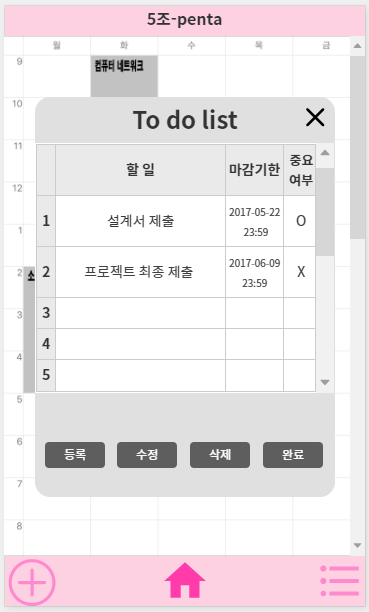 5조-penta
월 화 수 목 금
9
컴퓨터 네트워크
10
To do list
11
할 일 마감기한 중요
여부
12
1 설계서 제출 2017-05-22
23:59 O
1
2 프로젝트 최종 제출 2017-06-09
23:59 X
2
소
3
3
4
4
5
5
6
등록 수정 삭제 완료
7
8